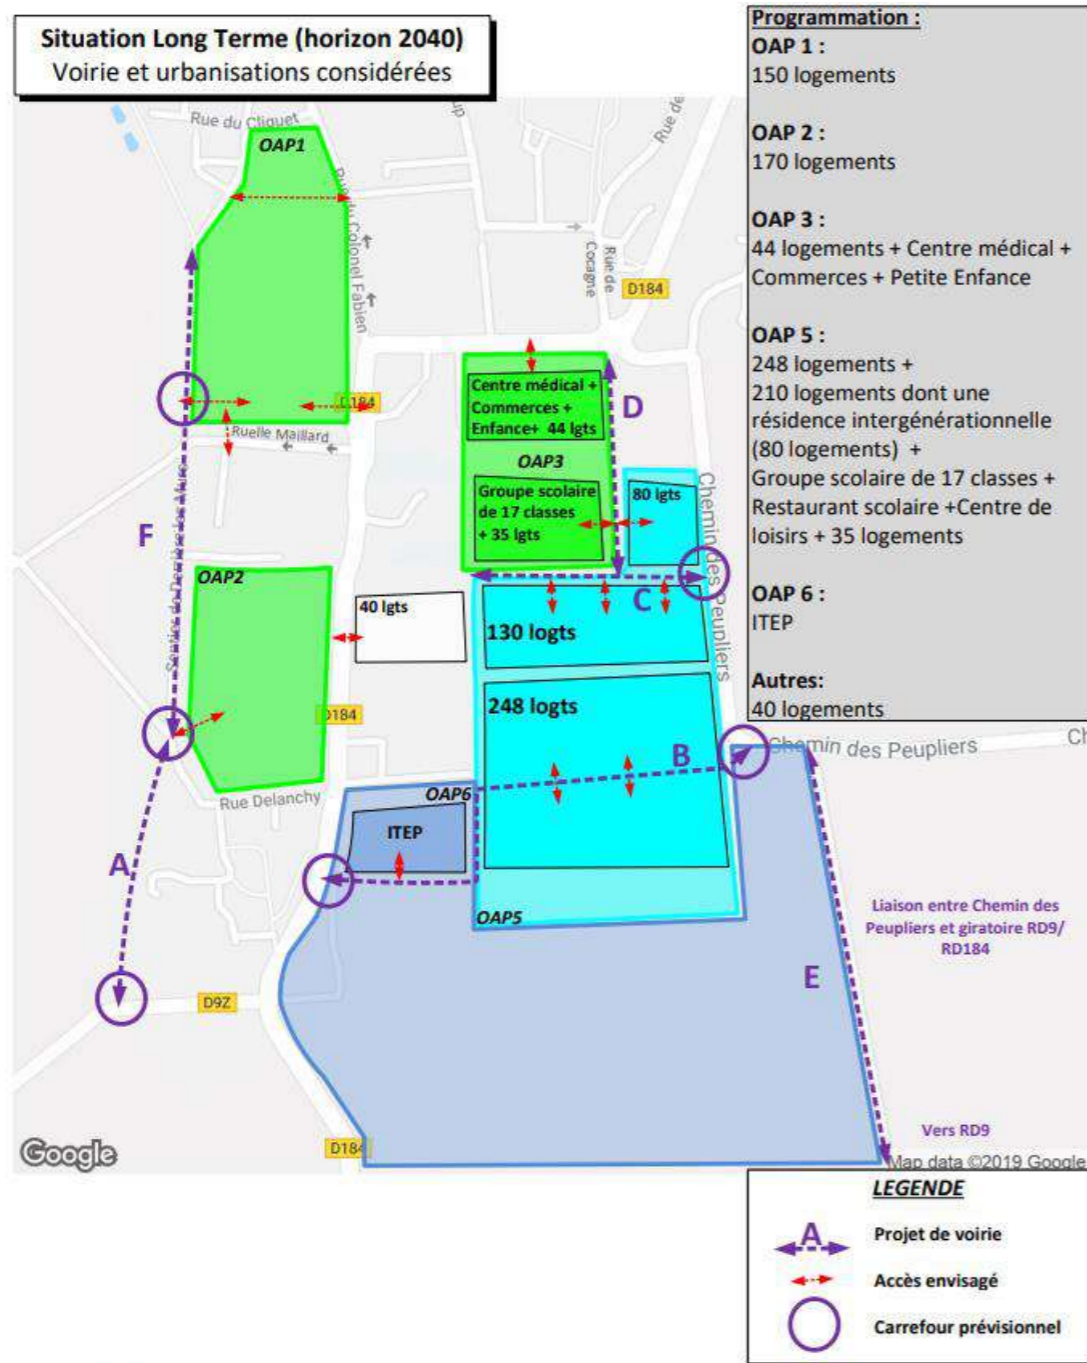 Situation Long Terme (horizon 2040)
Voirie et urbanisations considérées
Programmation :
OAP 1 :
150 logements
OAP 2 :
170 logements
OAP 3 :
44 logements + Centre médical +
Commerces + Petite Enfance
OAP 5 :
248 logements +
210 logements dont une
résidence intergénérationnelle
(80 logements) +
Groupe scolaire de 17 classes +
Restaurant scolaire +Centre de
loisirs + 35 logements
OAP 6 :
ITEP
Autres:
40 logements
Rue du Cliquet
OAP1
Rue du Colonel Fabien
Rue de
Rue de
Cocagne
D184
D184
Ruelle Maillard
Centre médical +
Commerces +
Enfance+ 44 lgts
D
OAP3
Groupe scolaire
de 17 classes
+ 35 lgts
80 lgts
Chemin des Peupliers
F
OAP2
40 lgts
C
130 logts
248 logts
D184
B
Chemin des Peupliers
Ch
Rue Delanchy
OAP6
ITEP
A
OAP5
Liaison entre Chemin des
Peupliers et giratoire RD9/
RD184
E
D9Z
Vers RD9
D184
Google
Map data ©2019 Google
LEGENDE
A
Projet de voirie
Accès envisagé
Carrefour prévisionnel